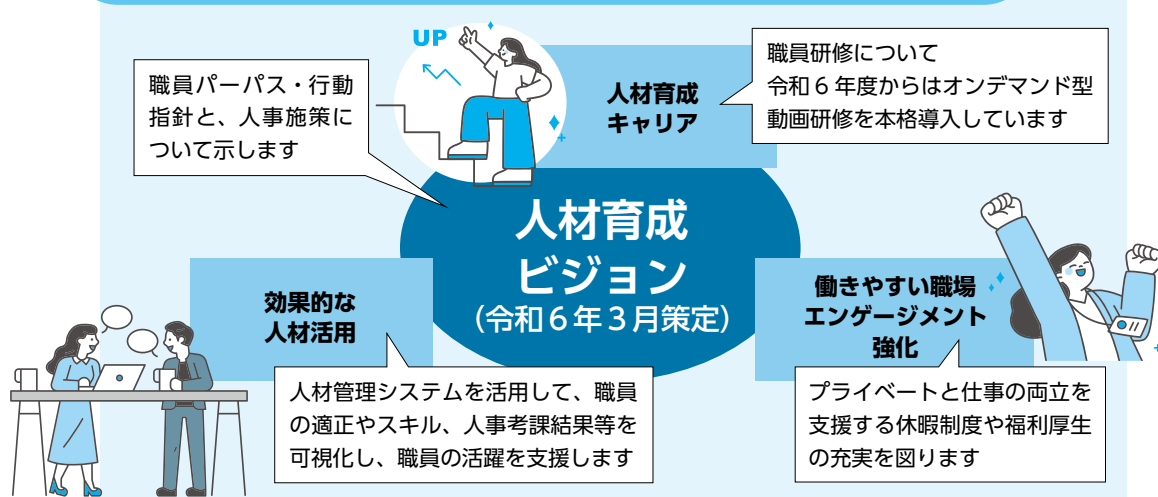 UP
職員パーパス・行動
指針と、人事施策に
ついて示します
人材育成
キャリア
職員研修について
令和６年度からはオンデマンド型
動画研修を本格導入しています
人材育成
ビジョン
（令和６年３月策定）
効果的な
人材活用
人材管理システムを活用して、職員
の適正やスキル、人事考課結果等を
可視化し、職員の活躍を支援します
働きやすい職場
エンゲージメント
強化
プライベートと仕事の両立を
支援する休暇制度や福利厚生
の充実を図ります